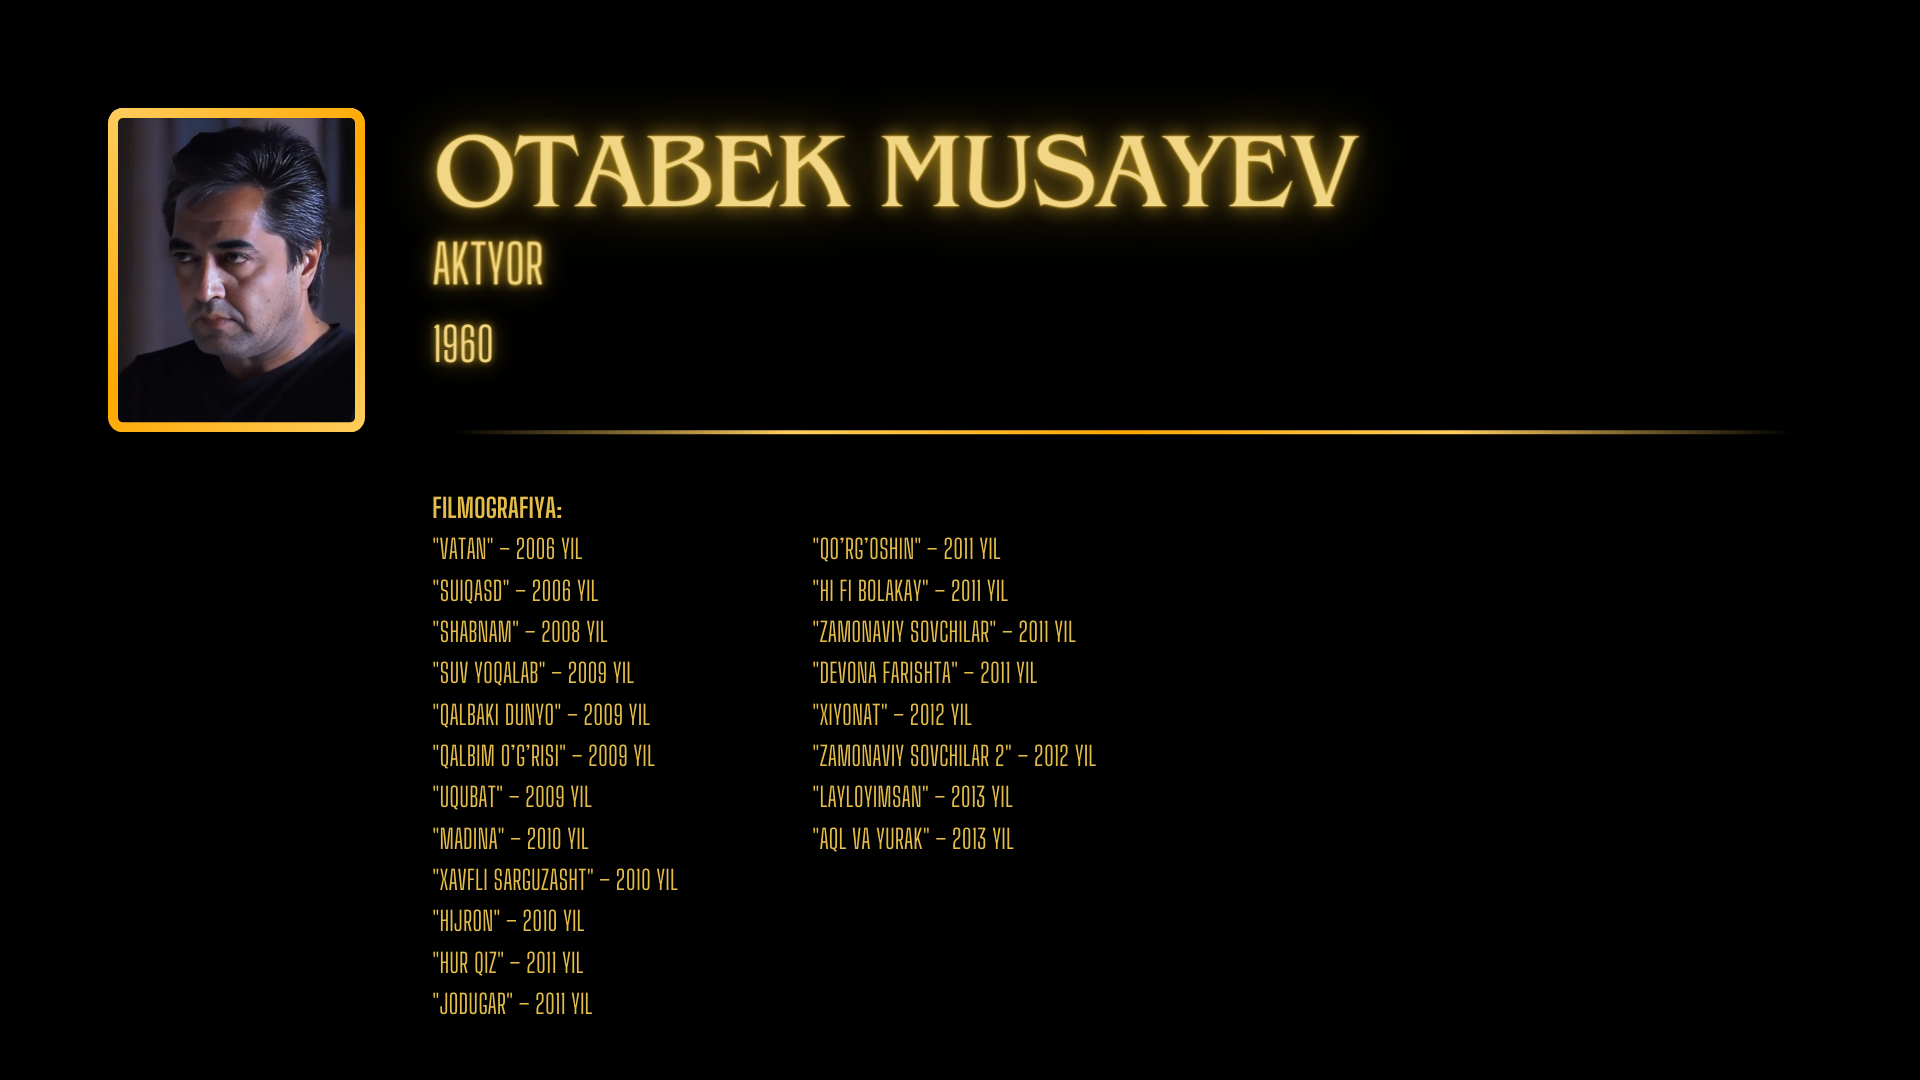 OTABEK MUSAYEV
AKTYOR
1960
FILMOGRAFIYA:
"VATAN" – 2006 YIL
"SUIQASD" – 2006 YIL
"SHABNAM" – 2008 YIL
"SUV YOQALAB" – 2009 YIL
"QALBAKI DUNYO" – 2009 YIL
"QALBIM O’G’RISI" – 2009 YIL
"UQUBAT" – 2009 YIL
"MADINA" – 2010 YIL
"XAVFLI SARGUZASHT" – 2010 YIL
"HIJRON" – 2010 YIL
"HUR QIZ" – 2011 YIL
"JODUGAR" – 2011 YIL
"QO’RG’OSHIN" – 2011 YIL
"HI FI BOLAKAY" – 2011 YIL
"ZAMONAVIY SOVCHILAR" – 2011 YIL
"DEVONA FARISHTA" – 2011 YIL
"XIYONAT" – 2012 YIL
"ZAMONAVIY SOVCHILAR 2" – 2012 YIL
"LAYLOYIMSAN" – 2013 YIL
"AQL VA YURAK" – 2013 YIL